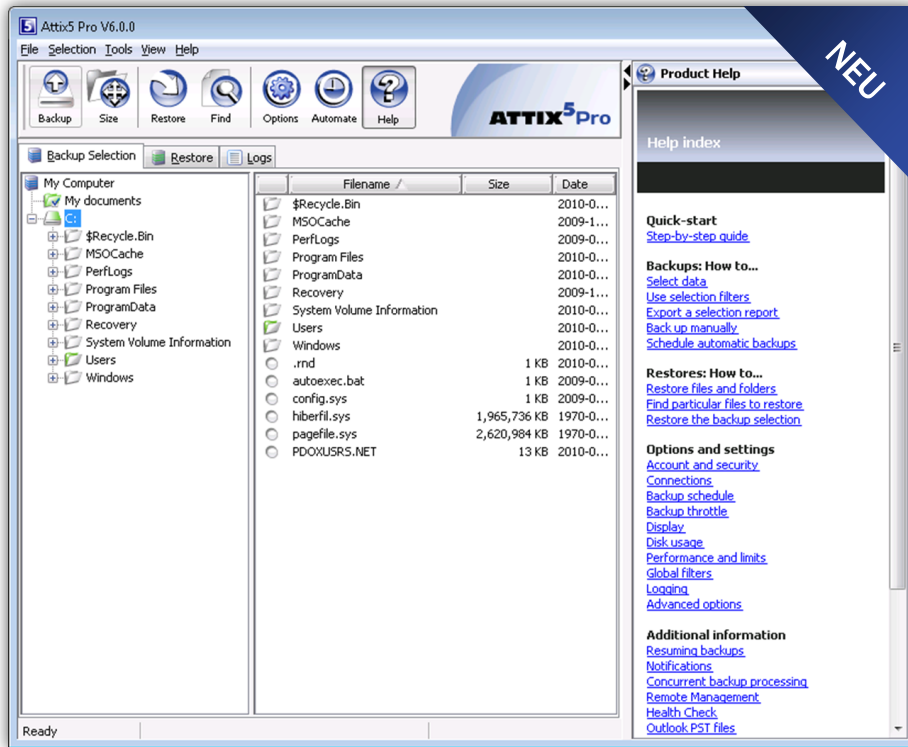 Attix5 Pro V6.0.0
NEU
File Selection Tools View Help
Backup Size Restore Find Options Automate Help
ATTIX5Pro
Product Help
Help index
Backup Selection Restore Logs
My Computer
My documents
C:
$Recycle.Bin
MSOCache
PerfLogs
Program Files
ProgramData
Recovery
System Volume Information
Users
Windows
Filename Size Date
$Recycle.Bin 2010-0...
MSOCache 2009-1...
PerfLogs 2009-0...
Program Files 2010-0...
ProgramData 2010-0...
Recovery 2009-1...
System Volume Information 2010-0...
Users 2010-0...
Windows 2010-0...
.rnd 1 KB 2010-0...
autoexec.bat 1 KB 2009-0...
config.sys 1 KB 2009-0...
hiberfil.sys 1,965,736 KB 1970-0...
pagefile.sys 2,620,984 KB 1970-0...
PDOXUSRS.NET 13 KB 2010-0...
Quick-start
Step-by-step guide
Backups: How to...
Select data
Use selection filters
Export a selection report
Back up manually
Schedule automatic backups
Restores: How to...
Restore files and folders
Find particular files to restore
Restore the backup selection
Options and settings
Account and security
Connections
Backup schedule
Backup throttle
Display
Disk usage
Performance and limits
Global filters
Logging
Advanced options
Additional information
Resuming backups
Notifications
Concurrent backup processing
Remote Management
Health Check
Outlook PST files
Ready